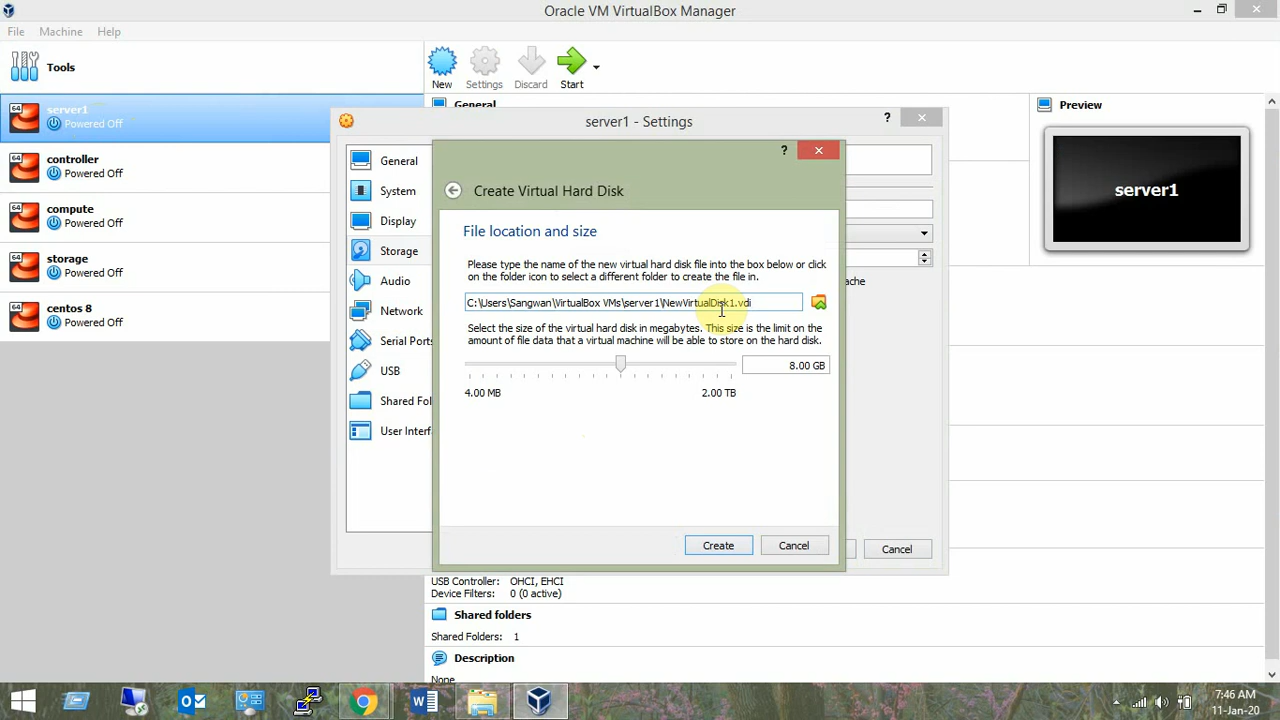 Oracle VM VirtualBox Manager
File Machine Help
Tools
New Settings Discard Start
64 server1
Powered Off
64 controller
Powered Off
64 compute
Powered Off
64 storage
Powered Off
64 centos 8
Powered Off
General
Preview
server1
server1 - Settings
?
General
System
Display
Storage
Audio
Network
Serial Ports
USB
Shared Fol
User Interf
ache
Cancel
?
Create Virtual Hard Disk
File location and size
Please type the name of the new virtual hard disk file into the box below or click
on the folder icon to select a different folder to create the file in.
C:\Users\Sangwan\VirtualBox VMs\server1\NewVirtualDisk1.vdi
Select the size of the virtual hard disk in megabytes. This size is the limit on the
amount of file data that a virtual machine will be able to store on the hard disk.
8.00 GB
4.00 MB 2.00 TB
Create Cancel
USB Controller: OHCI, EHCI
Device Filters: 0 (0 active)
Shared folders
Shared Folders: 1
Description
None
7:46 AM
11-Jan-20